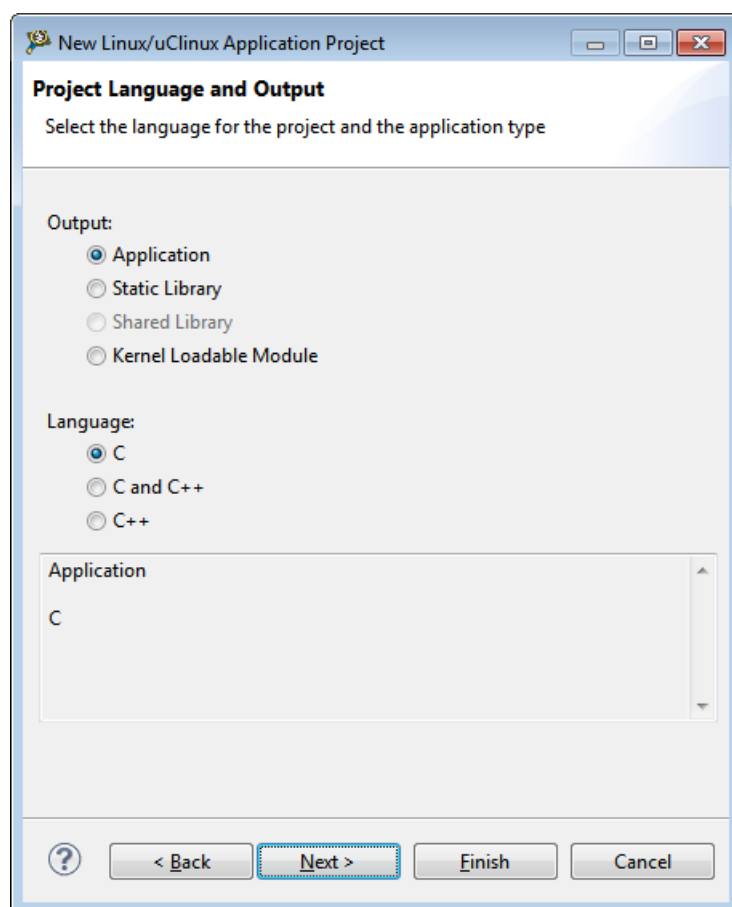 New Linux/uClinux Application Project
Project Language and Output
Select the language for the project and the application type
Output:
Application
Static Library
Shared Library
Kernel Loadable Module
Language:
C
C and C++
C++
Application
C
?
< Back
Next >
Finish
Cancel